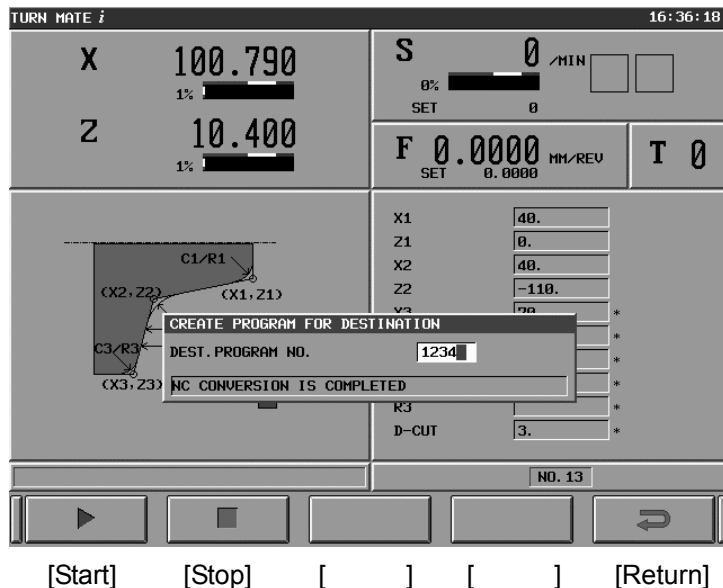 TURN MATE i 16:36:18
X 100.790
1%
Z 10.400
1%
S 0 /MIN
0%
SET 0
F 0.0000 MM/REV
SET 0.0000
T 0
C1/R1
(X2,Z2) (X1,Z1)
C3/R3
(X3,Z3)
X1 40.
Z1 0.
X2 40.
Z2 -110.
*
CREATE PROGRAM FOR DESTINATION
DEST.PROGRAM NO. 1234
NC CONVERSION IS COMPLETED
*
*
*
R3 *
D-CUT 3. *
NO.13
[Start] [Stop] [ ] [ ] [Return]